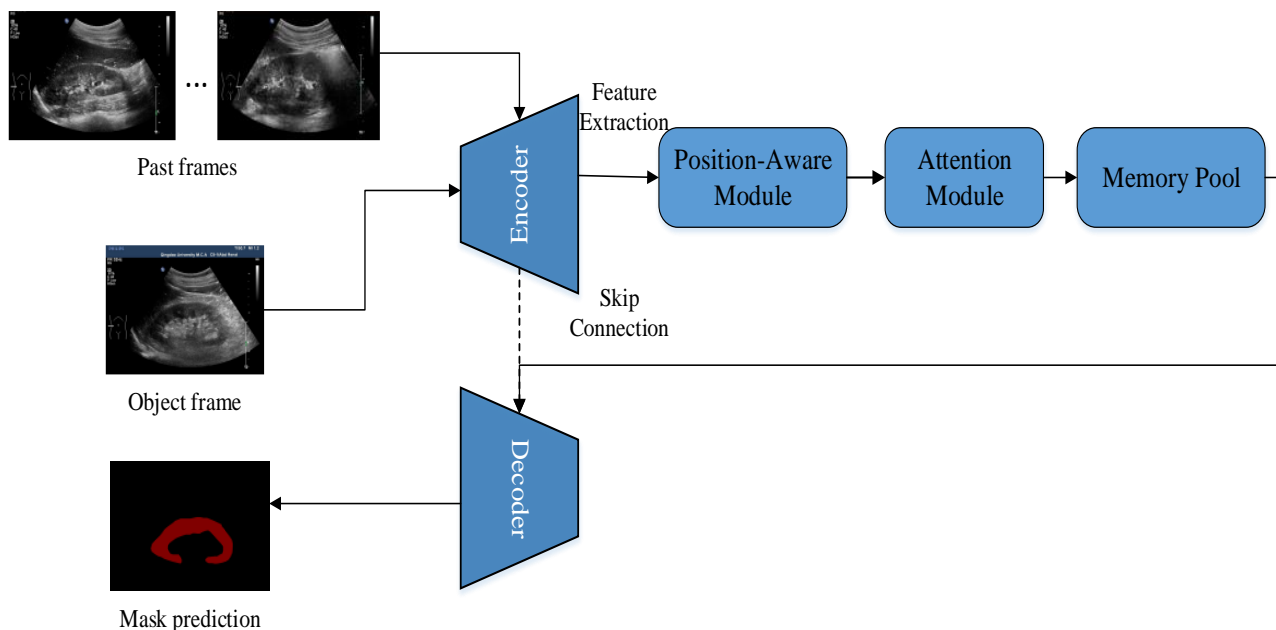 ...
Past frames
Feature
Extraction
Encoder
Position-Aware
Module
Attention
Module
Memory Pool
Skip
Connection
Object frame
Decoder
Mask prediction